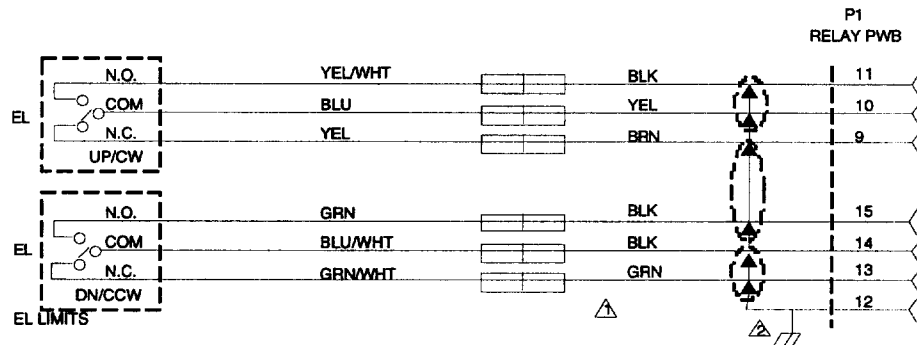 P1
RELAY PWB
N.O. YEL/WHT BLK 11
EL COM BLU YEL 10
N.C. YEL BRN 9
UP/CW
N.O. GRN BLK 15
EL COM BLU/WHT BLK 14
N.C. GRN/WHT GRN 13
DN/CCW 12
EL LIMITS 1 2